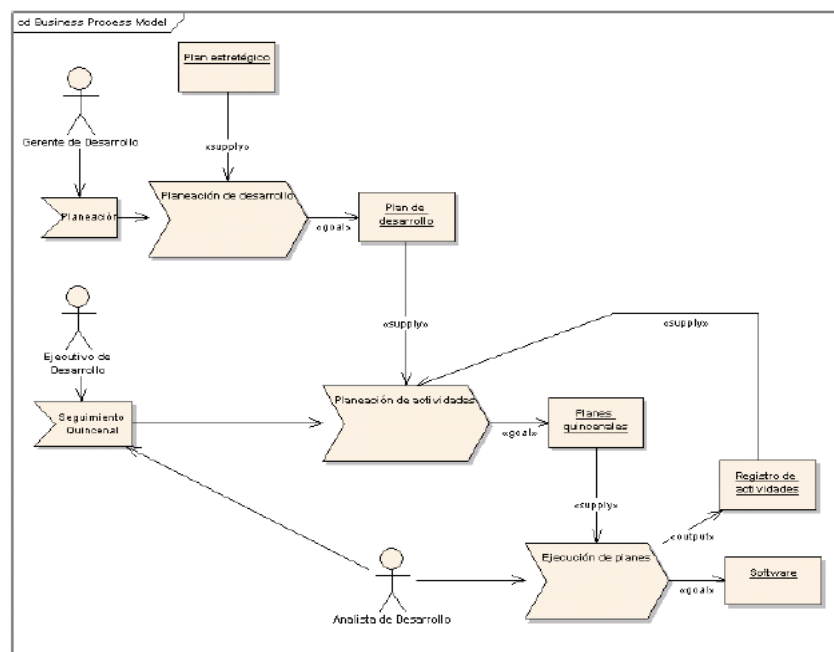 cd Business Process Model
Plan estretégico
Gerente de Desarrollo
«supply»
Planeación
Planeación de desarrollo
«goal»
Plan de
desarrollo
«supply»
«supply»
Ejecutivo de
Desarrollo
Seguimiento
Quincenal
Planeación de actividades
«goal»
Planes
quincenales
«supply»
Registro de
actividades
«output»
Ejecución de planes
Software
«goal»
Analista de Desarrollo